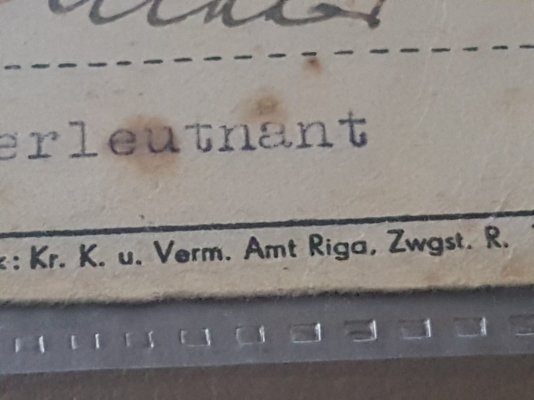 erleutnant
: Kr. K. u. Verm. Amt Riga, Zwgst. R.